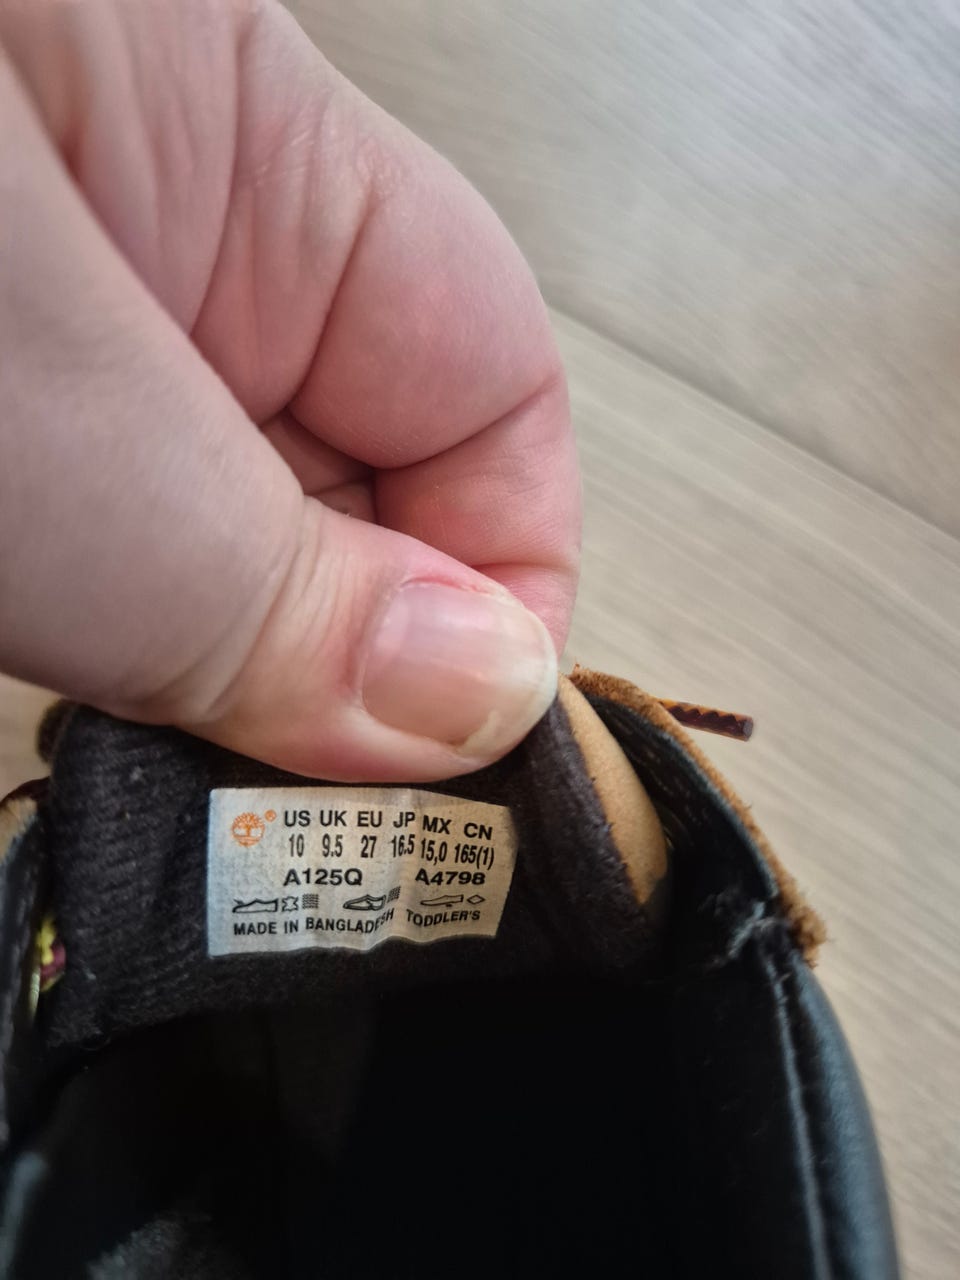 ® US UK EU JP MX CN
10 9.5 27 16.5 15,0 165(1)
A125Q A4798
MADE IN BANGLADESH TODDLER'S